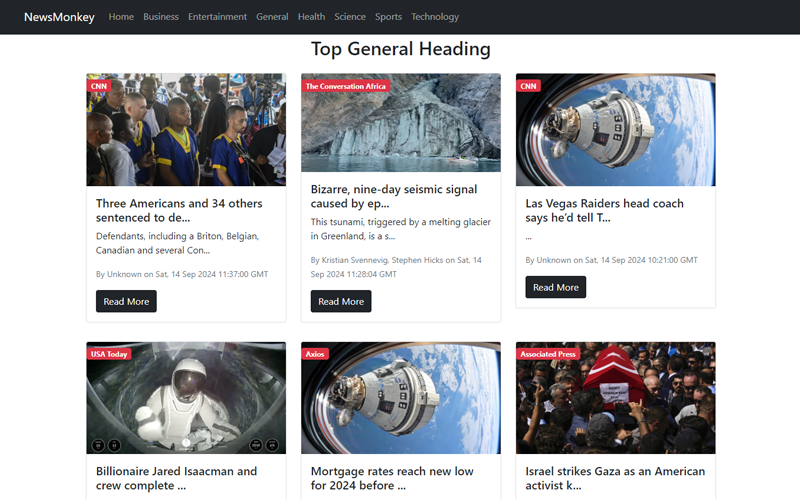 NewsMonkey Home Business Entertainment General Health Science Sports Technology
Top General Heading
CNN
Three Americans and 34 others
sentenced to de...
Defendants, including a Briton, Belgian,
Canadian and several Con...
By Unknown on Sat, 14 Sep 2024 11:37:00 GMT
Read More
The Conversation Africa
Bizarre, nine-day seismic signal
caused by ep...
This tsunami, triggered by a melting glacier
in Greenland, is a s...
By Kristian Svennevig, Stephen Hicks on Sat, 14
Sep 2024 11:28:04 GMT
Read More
CNN
Las Vegas Raiders head coach
says he’d tell T...
...
By Unknown on Sat, 14 Sep 2024 10:21:00 GMT
Read More
USA Today
Billionaire Jared Isaacman and
crew complete ...
Axios
Mortgage rates reach new low
for 2024 before ...
Associated Press
Israel strikes Gaza as an American
activist k...